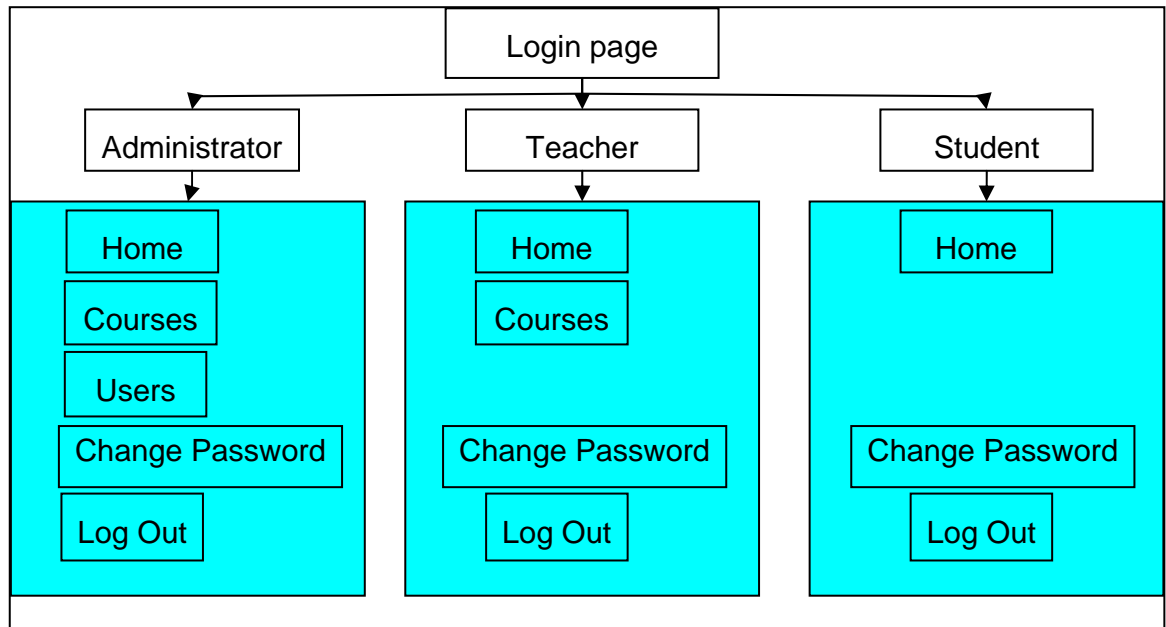 Login page
Administrator
Teacher
Student
Home
Courses
Users
Change Password
Log Out
Home
Courses
Change Password
Log Out
Home
Change Password
Log Out